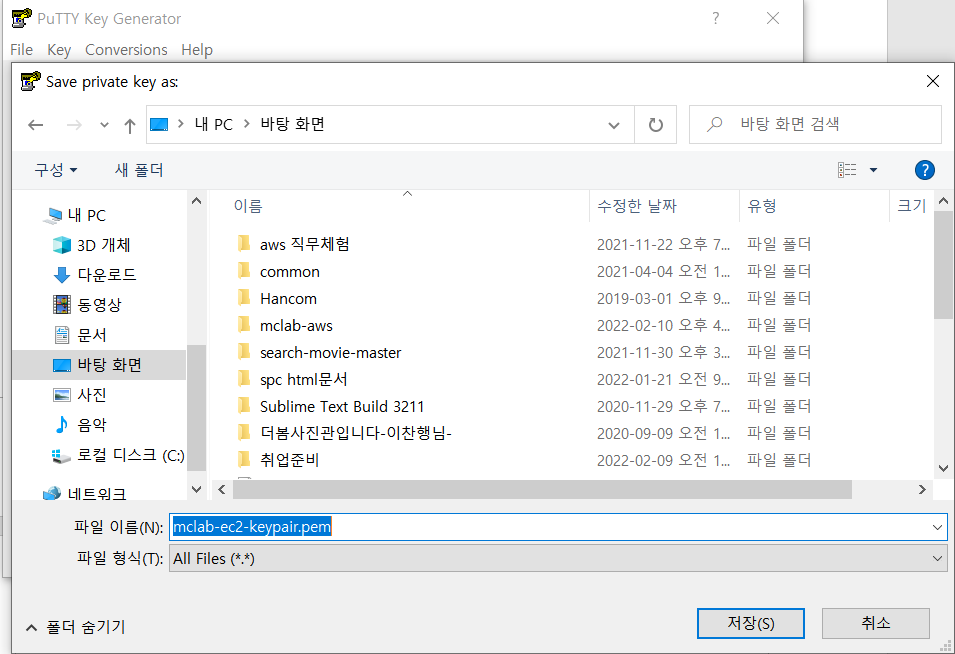 PuTTY Key Generator
File Key Conversions Help
Save private key as:
내 PC 바탕 화면
바탕 화면 검색
구성 새 폴더
내 PC
3D 개체
다운로드
동영상
문서
바탕 화면
사진
음악
로컬 디스크 (C:)
네트워크
이름 수정한 날짜 유형 크기
aws 직무체험 2021-11-22 오후 7... 파일 폴더
common 2021-04-04 오전 1... 파일 폴더
Hancom 2019-03-01 오후 9... 파일 폴더
mclab-aws 2022-02-10 오후 4... 파일 폴더
search-movie-master 2021-11-30 오후 3... 파일 폴더
spc html문서 2022-01-21 오전 9... 파일 폴더
Sublime Text Build 3211 2020-11-29 오후 7... 파일 폴더
더봄사진관입니다-이찬행님- 2020-09-09 오전 1... 파일 폴더
취업준비 2022-02-09 오전 1... 파일 폴더
파일 이름(N): mclab-ec2-keypair.pem
파일 형식(T): All Files (*.*)
폴더 숨기기
저장(S) 취소